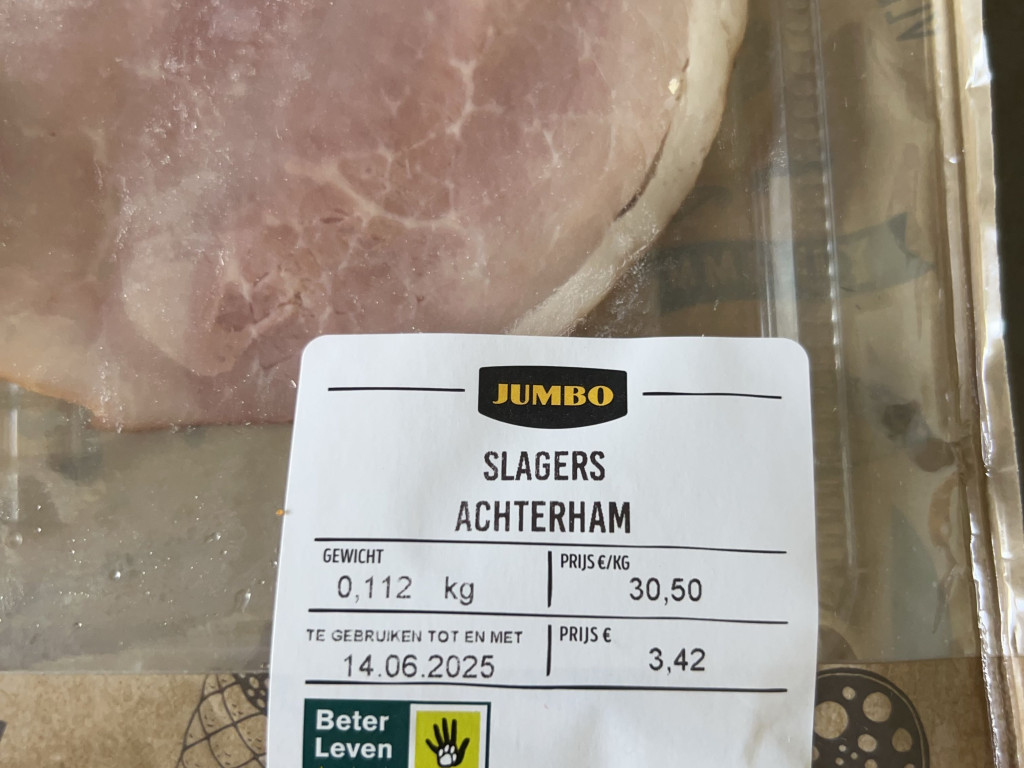 JUMBO
SLAGERS
ACHTERHAM
GEWICHT
0,112 kg
PRIJS €/KG
30,50
TE GEBRUIKEN TOT EN MET
14.06.2025
PRIJS €
3,42
Beter
Leven